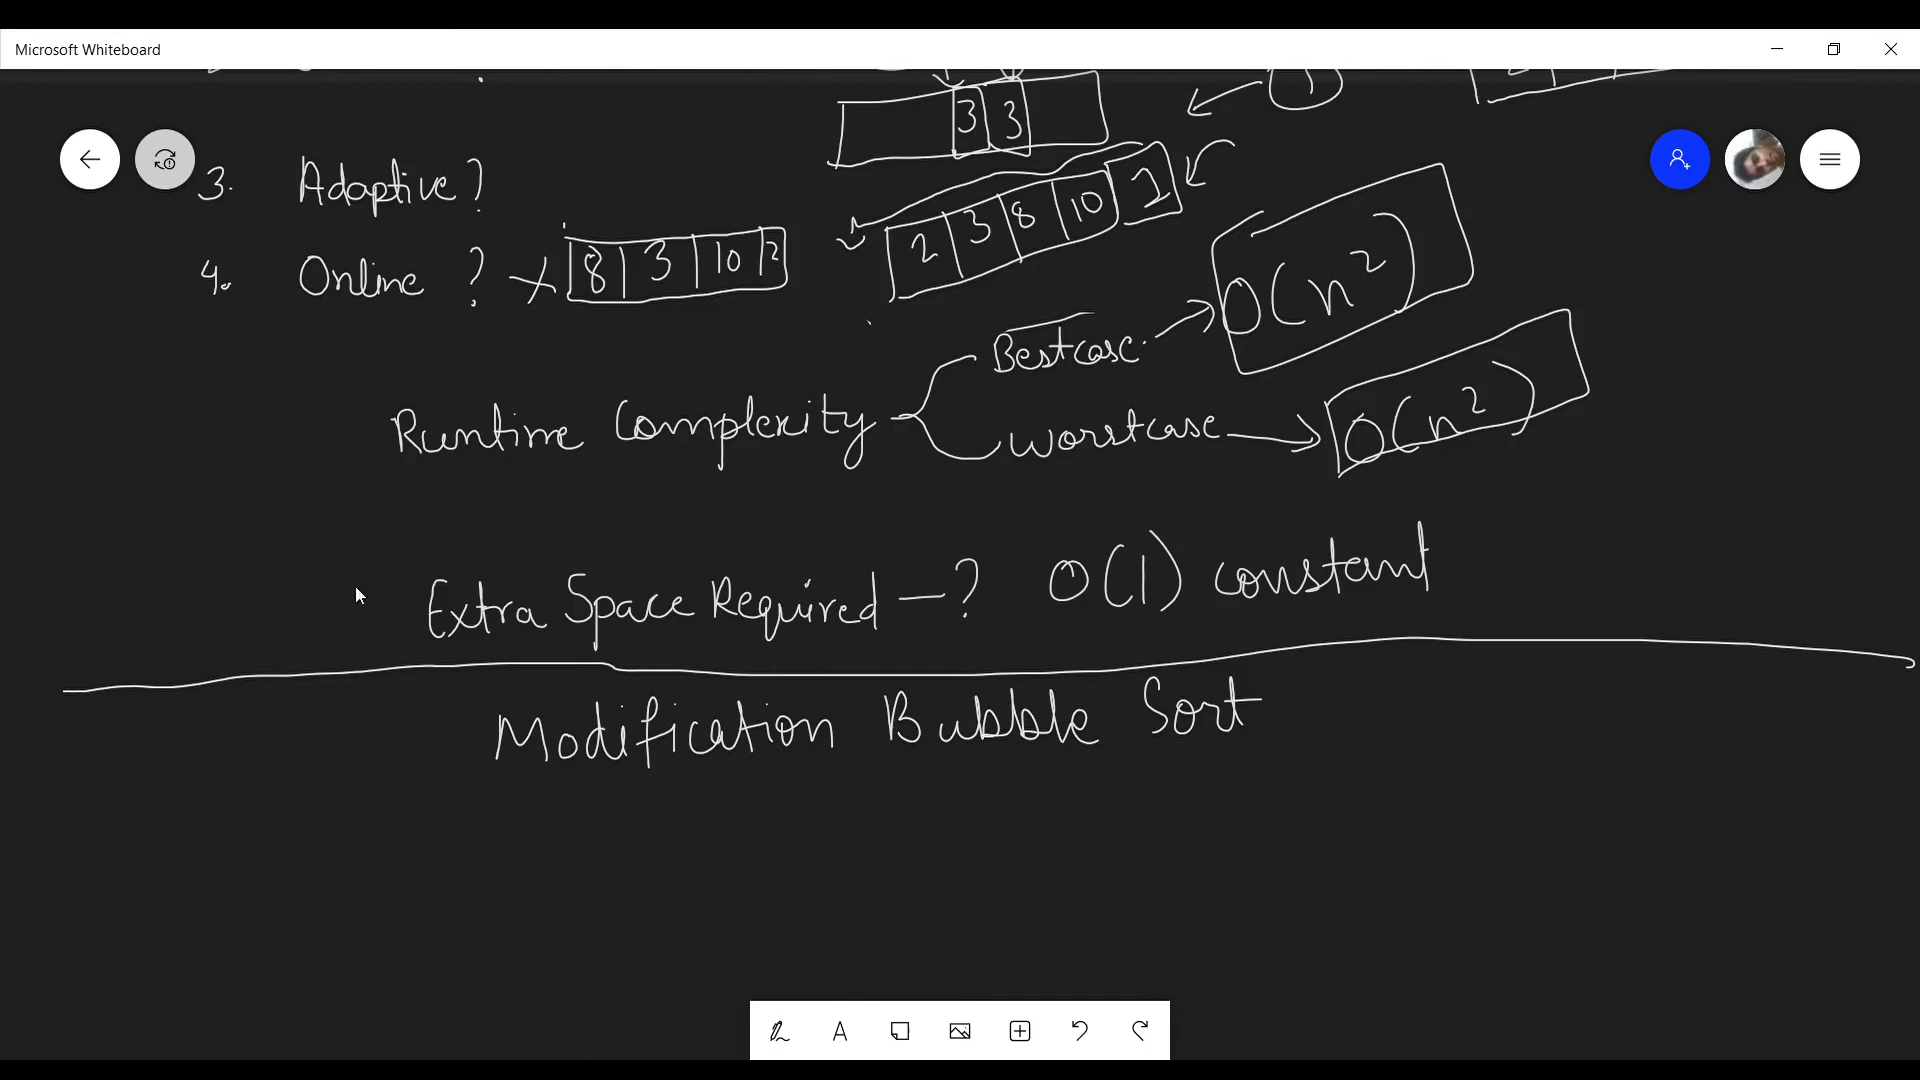 Microsoft Whiteboard
3 3
1
3. Adaptive?
2 3 8 10 1
4. Online ? X 8 3 10 2
Bestcase → O(n²)
Runtime Complexity
worstcase → O(n²)
Extra Space Required —? O(1) constant
Modification Bubble Sort